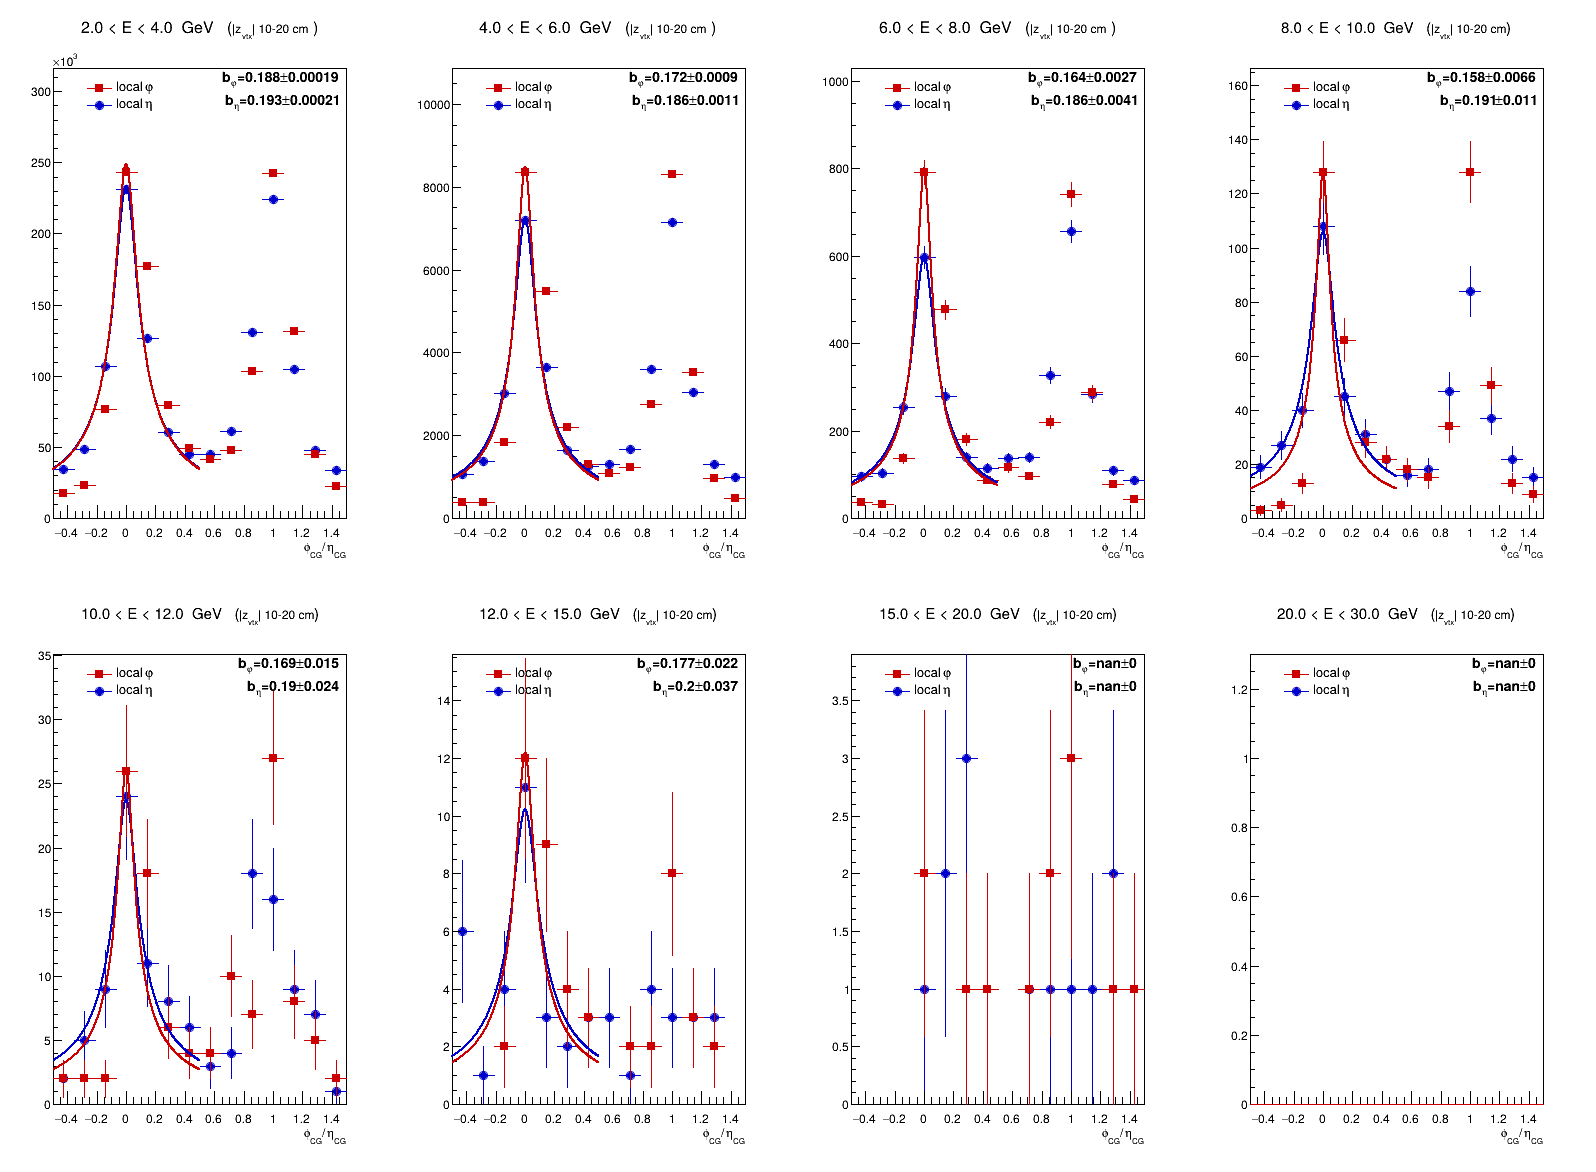 2.0 < E < 4.0 GeV (|z_vtx| 10-20 cm )
×10³
local φ
local η
b_φ=0.188±0.00019
b_η=0.193±0.00021
300
250
200
150
100
50
0
−0.4 −0.2 0 0.2 0.4 0.6 0.8 1 1.2 1.4
ϕ_CG/η_CG
4.0 < E < 6.0 GeV (|z_vtx| 10-20 cm )
local φ
local η
b_φ=0.172±0.0009
b_η=0.186±0.0011
10000
8000
6000
4000
2000
0
−0.4 −0.2 0 0.2 0.4 0.6 0.8 1 1.2 1.4
ϕ_CG/η_CG
6.0 < E < 8.0 GeV (|z_vtx| 10-20 cm )
local φ
local η
b_φ=0.164±0.0027
b_η=0.186±0.0041
1000
800
600
400
200
0
−0.4 −0.2 0 0.2 0.4 0.6 0.8 1 1.2 1.4
ϕ_CG/η_CG
8.0 < E < 10.0 GeV (|z_vtx| 10-20 cm)
local φ
local η
b_φ=0.158±0.0066
b_η=0.191±0.011
160
140
120
100
80
60
40
20
0
−0.4 −0.2 0 0.2 0.4 0.6 0.8 1 1.2 1.4
ϕ_CG/η_CG
10.0 < E < 12.0 GeV (|z_vtx| 10-20 cm)
local φ
local η
b_φ=0.169±0.015
b_η=0.19±0.024
35
30
25
20
15
10
5
0
−0.4 −0.2 0 0.2 0.4 0.6 0.8 1 1.2 1.4
ϕ_CG/η_CG
12.0 < E < 15.0 GeV (|z_vtx| 10-20 cm)
local φ
local η
b_φ=0.177±0.022
b_η=0.2±0.037
14
12
10
8
6
4
2
0
−0.4 −0.2 0 0.2 0.4 0.6 0.8 1 1.2 1.4
ϕ_CG/η_CG
15.0 < E < 20.0 GeV (|z_vtx| 10-20 cm)
local φ
local η
b_φ=nan±0
b_η=nan±0
3.5
3
2.5
2
1.5
1
0.5
0
−0.4 −0.2 0 0.2 0.4 0.6 0.8 1 1.2 1.4
ϕ_CG/η_CG
20.0 < E < 30.0 GeV (|z_vtx| 10-20 cm)
local φ
local η
b_φ=nan±0
b_η=nan±0
1.2
1
0.8
0.6
0.4
0.2
0
−0.4 −0.2 0 0.2 0.4 0.6 0.8 1 1.2 1.4
ϕ_CG/η_CG